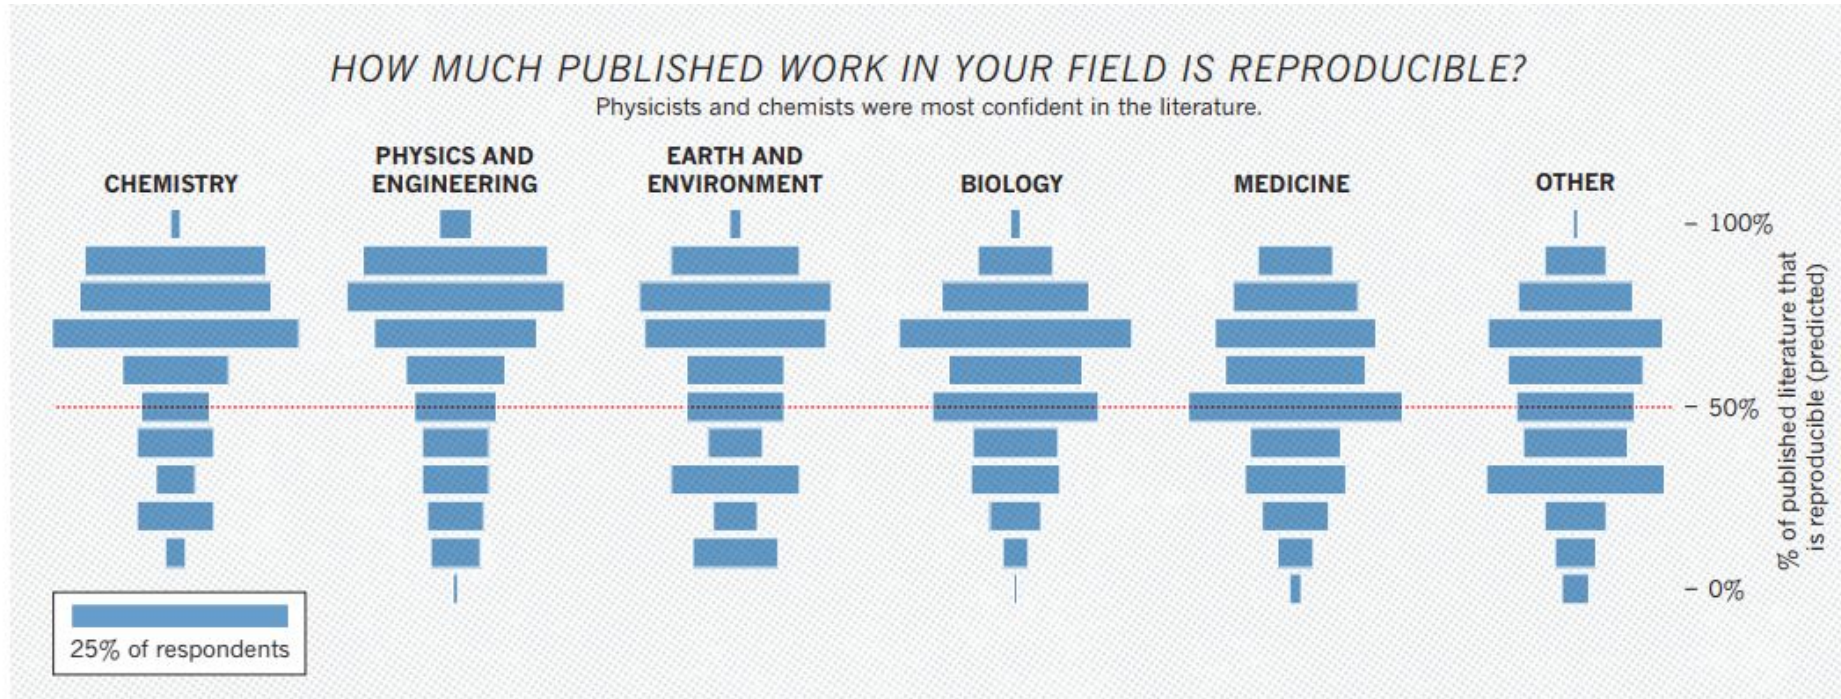 HOW MUCH PUBLISHED WORK IN YOUR FIELD IS REPRODUCIBLE?
Physicists and chemists were most confident in the literature.
CHEMISTRY
PHYSICS AND
ENGINEERING
EARTH AND
ENVIRONMENT
BIOLOGY
MEDICINE
OTHER
100%
50%
0%
% of published literature that
is reproducible (predicted)
25% of respondents